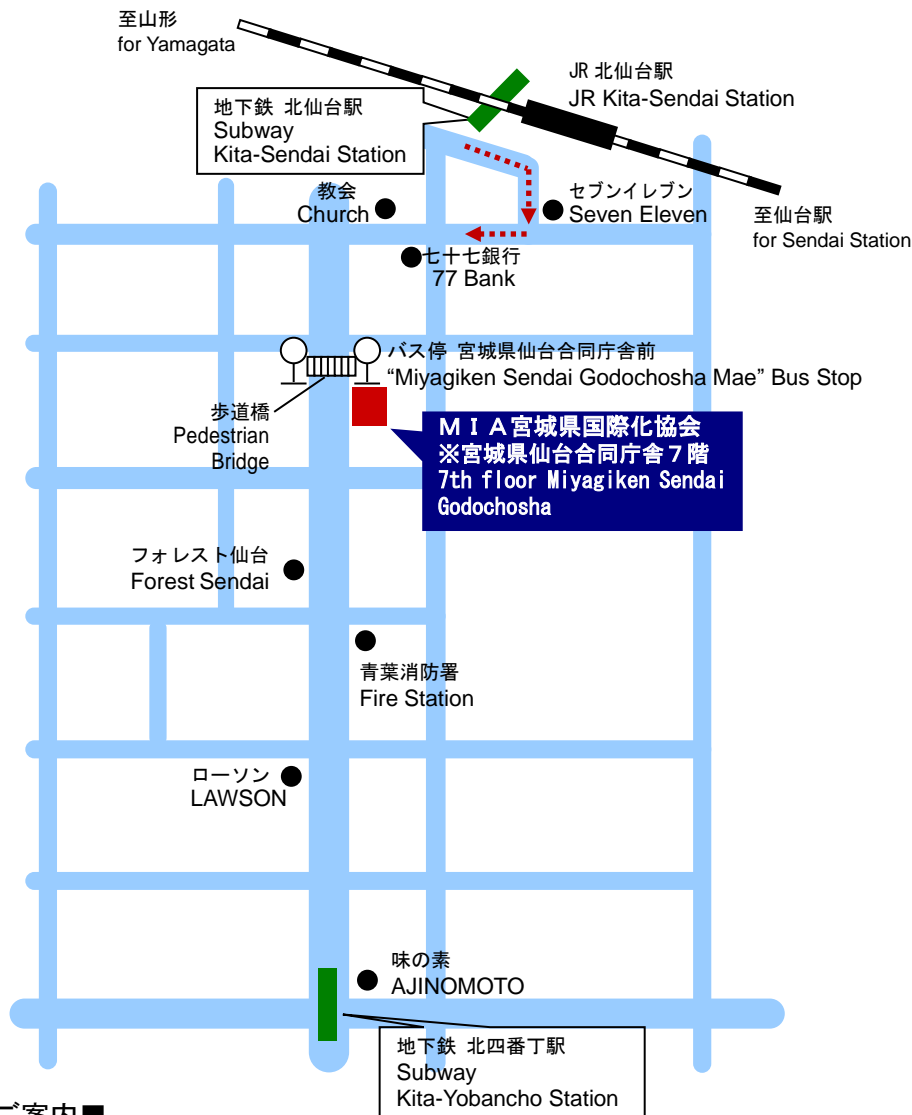 至山形
for Yamagata
JR 北仙台駅
JR Kita-Sendai Station
地下鉄 北仙台駅
Subway
Kita-Sendai Station
教会
Church
セブンイレブン
Seven Eleven
至仙台駅
for Sendai Station
七十七銀行
77 Bank
バス停 宮城県仙台合同庁舎前
“Miyagiken Sendai Godochosha Mae” Bus Stop
歩道橋
Pedestrian
Bridge
ＭＩＡ宮城県国際化協会
※宮城県仙台合同庁舎７階
7th floor Miyagiken Sendai
Godochosha
フォレスト仙台
Forest Sendai
青葉消防署
Fire Station
ローソン
LAWSON
味の素
AJINOMOTO
地下鉄 北四番丁駅
Subway
Kita-Yobancho Station
ご案内■